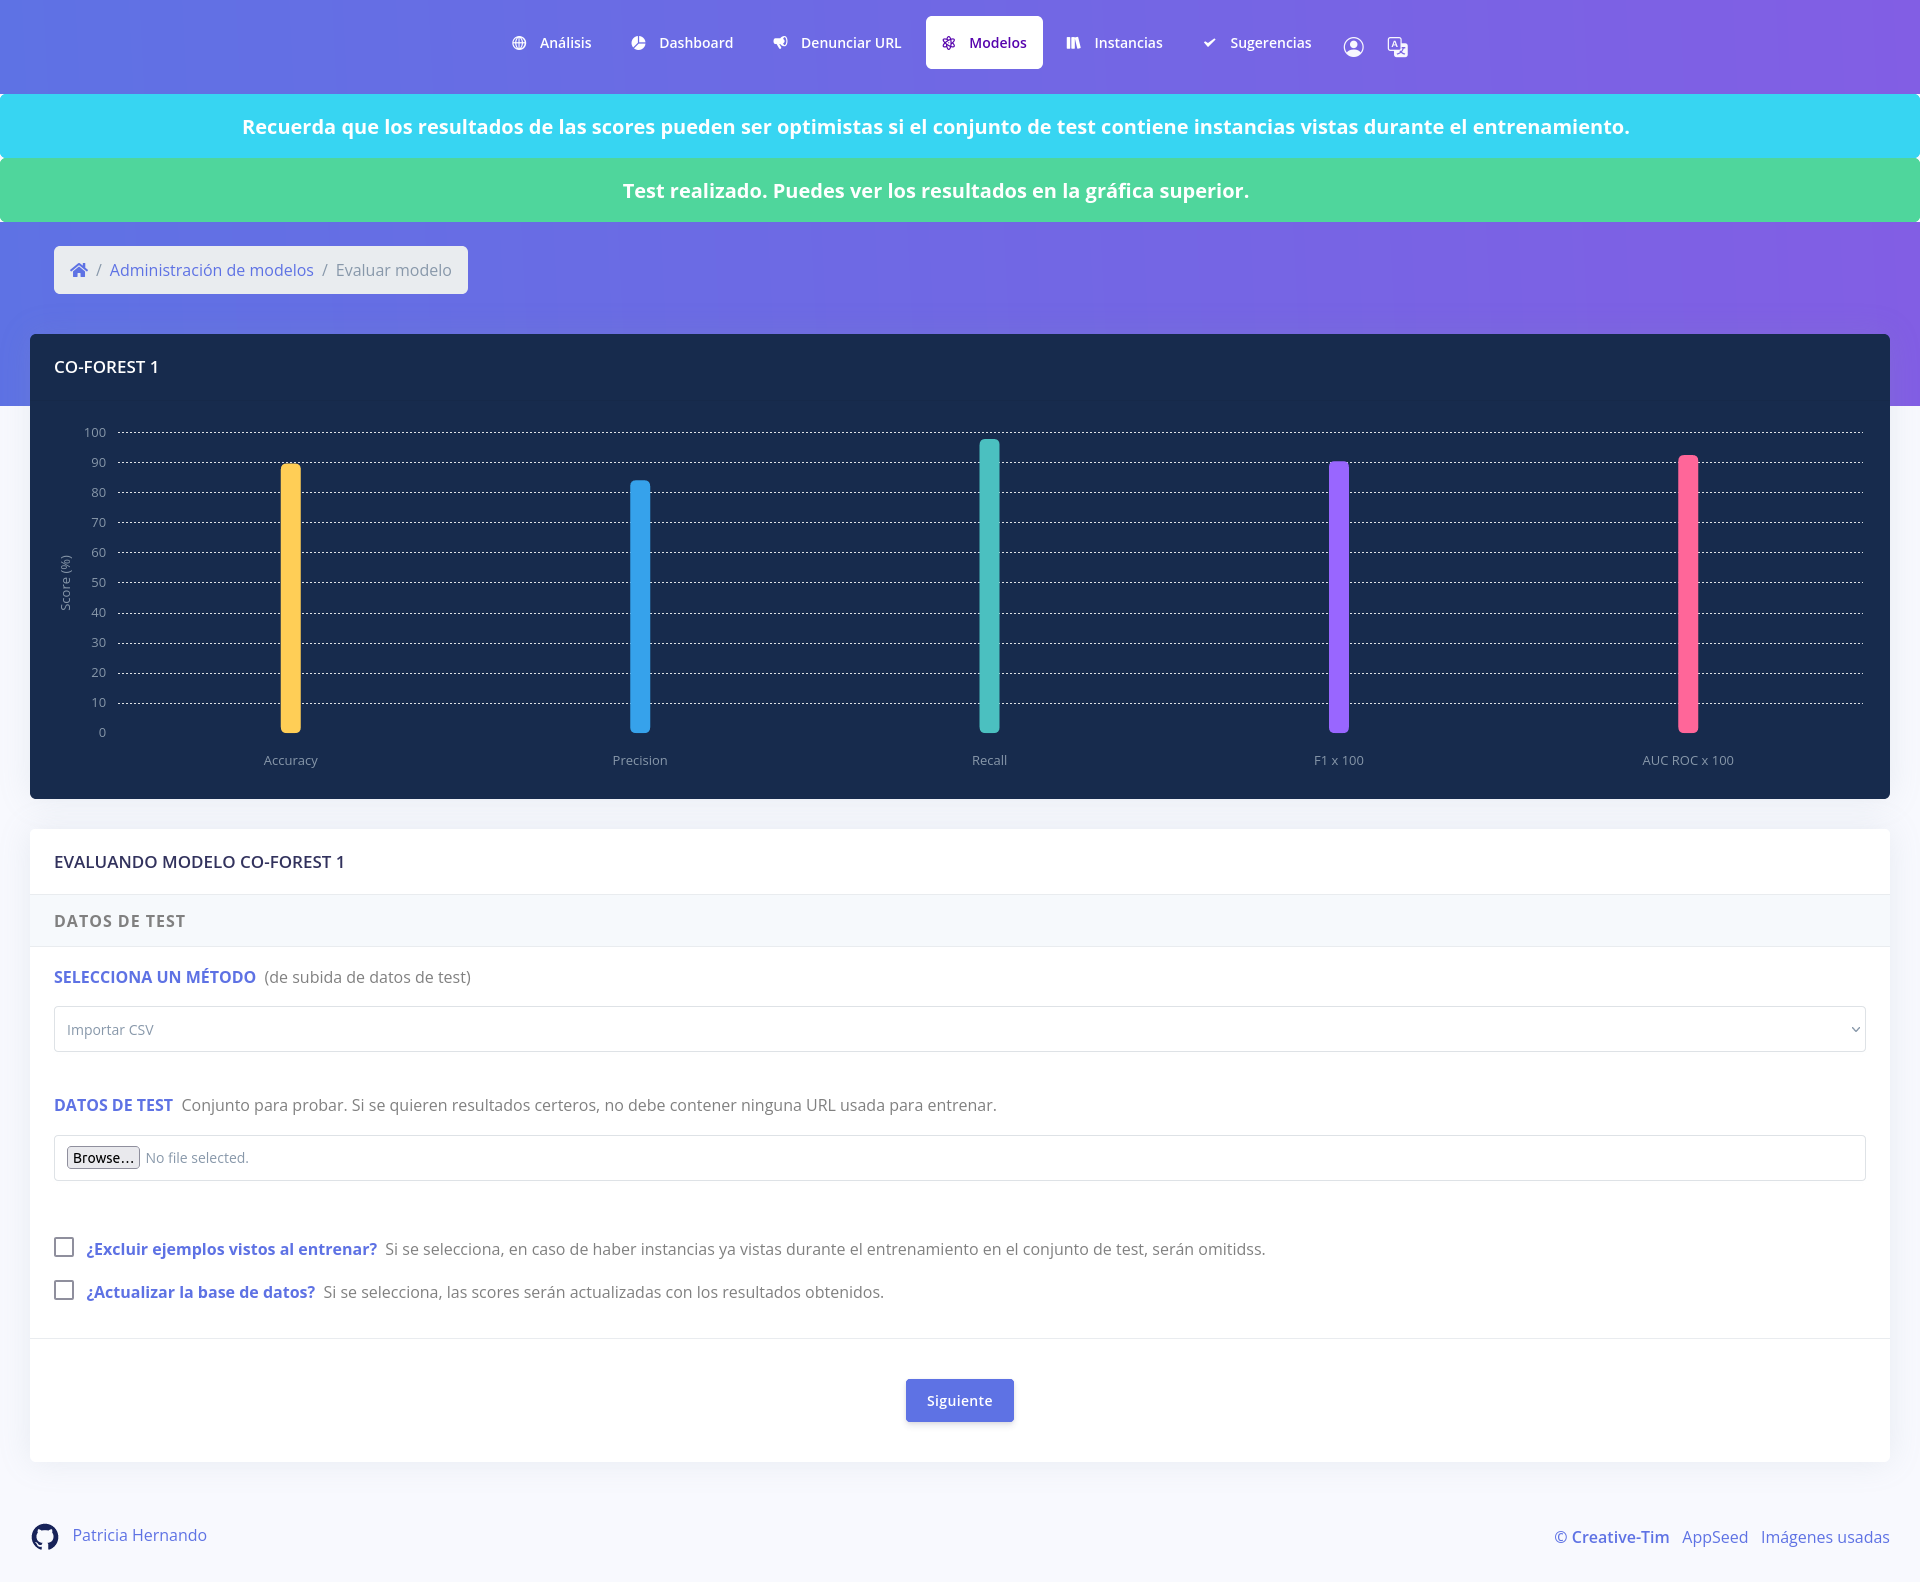 Análisis Dashboard Denunciar URL Modelos Instancias Sugerencias
Recuerda que los resultados de las scores pueden ser optimistas si el conjunto de test contiene instancias vistas durante el entrenamiento.
Test realizado. Puedes ver los resultados en la gráfica superior.
/ Administración de modelos / Evaluar modelo
CO-FOREST 1
100
90
80
70
60
50
40
30
20
10
0
Score (%)
Accuracy Precision Recall F1 x 100 AUC ROC x 100
EVALUANDO MODELO CO-FOREST 1
DATOS DE TEST
SELECCIONA UN MÉTODO (de subida de datos de test)
Importar CSV
DATOS DE TEST Conjunto para probar. Si se quieren resultados certeros, no debe contener ninguna URL usada para entrenar.
Browse... No file selected.
¿Excluir ejemplos vistos al entrenar? Si se selecciona, en caso de haber instancias ya vistas durante el entrenamiento en el conjunto de test, serán omitidss.
¿Actualizar la base de datos? Si se selecciona, las scores serán actualizadas con los resultados obtenidos.
Siguiente
Patricia Hernando
© Creative-Tim AppSeed Imágenes usadas